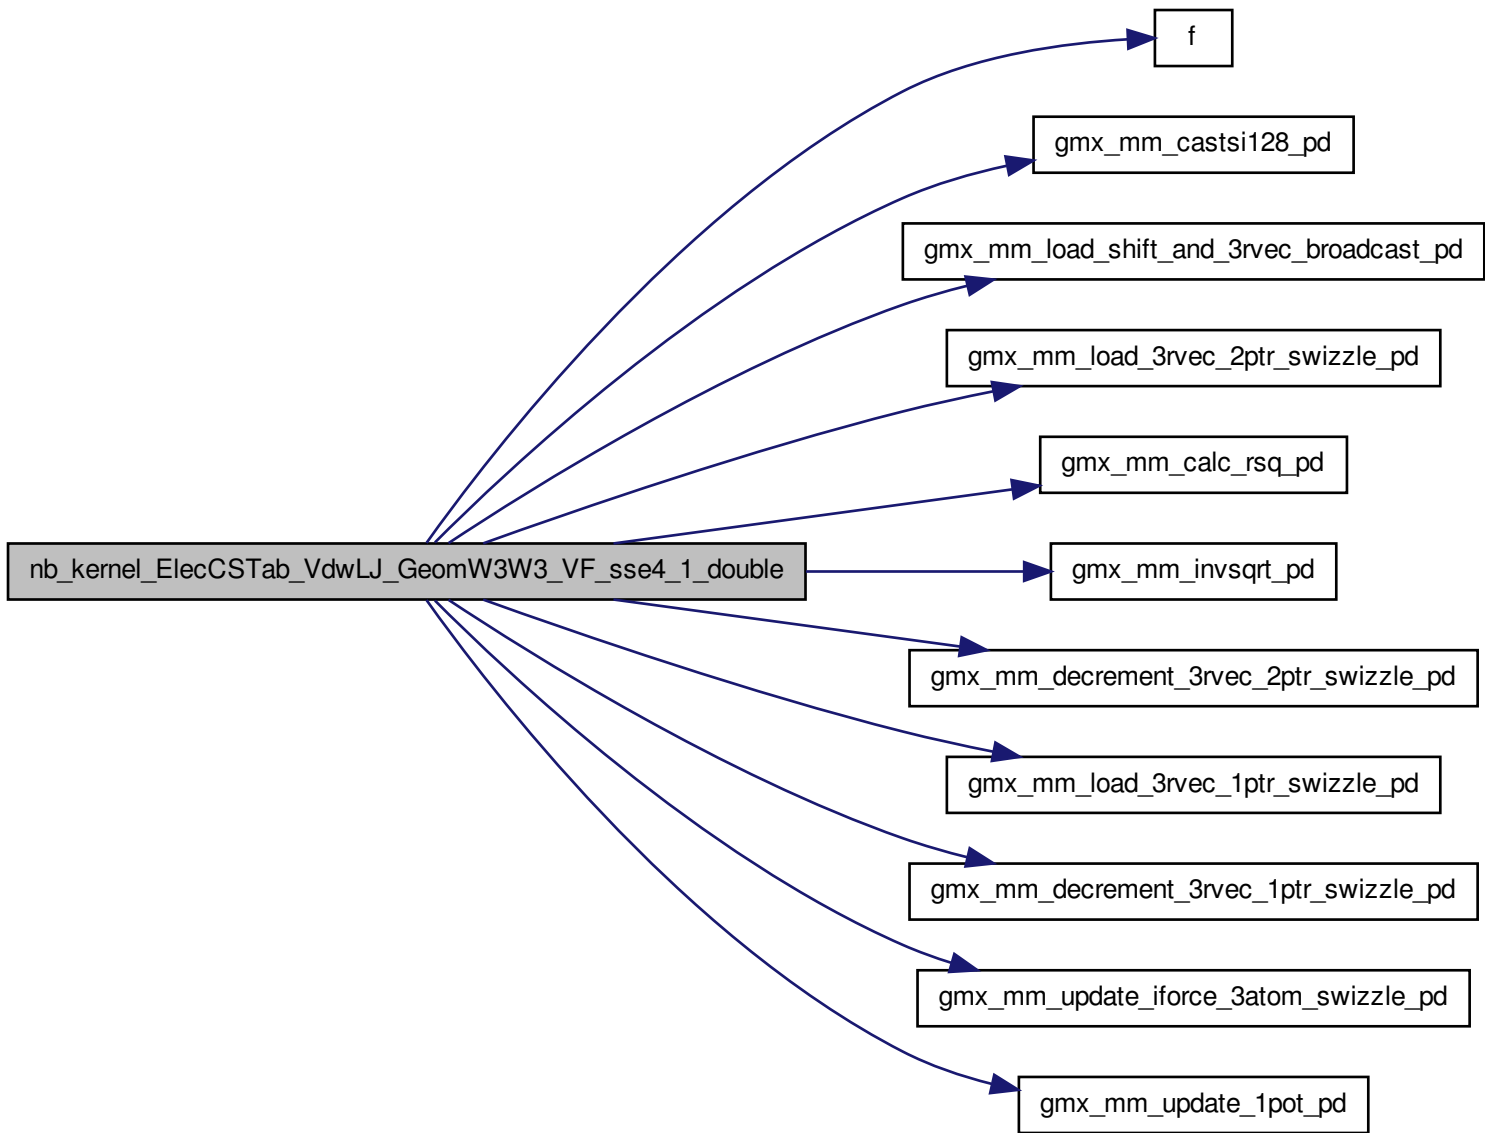 f
gmx_mm_castsi128_pd
gmx_mm_load_shift_and_3rvec_broadcast_pd
gmx_mm_load_3rvec_2ptr_swizzle_pd
gmx_mm_calc_rsq_pd
nb_kernel_ElecCSTab_VdwLJ_GeomW3W3_VF_sse4_1_double
gmx_mm_invsqrt_pd
gmx_mm_decrement_3rvec_2ptr_swizzle_pd
gmx_mm_load_3rvec_1ptr_swizzle_pd
gmx_mm_decrement_3rvec_1ptr_swizzle_pd
gmx_mm_update_iforce_3atom_swizzle_pd
gmx_mm_update_1pot_pd